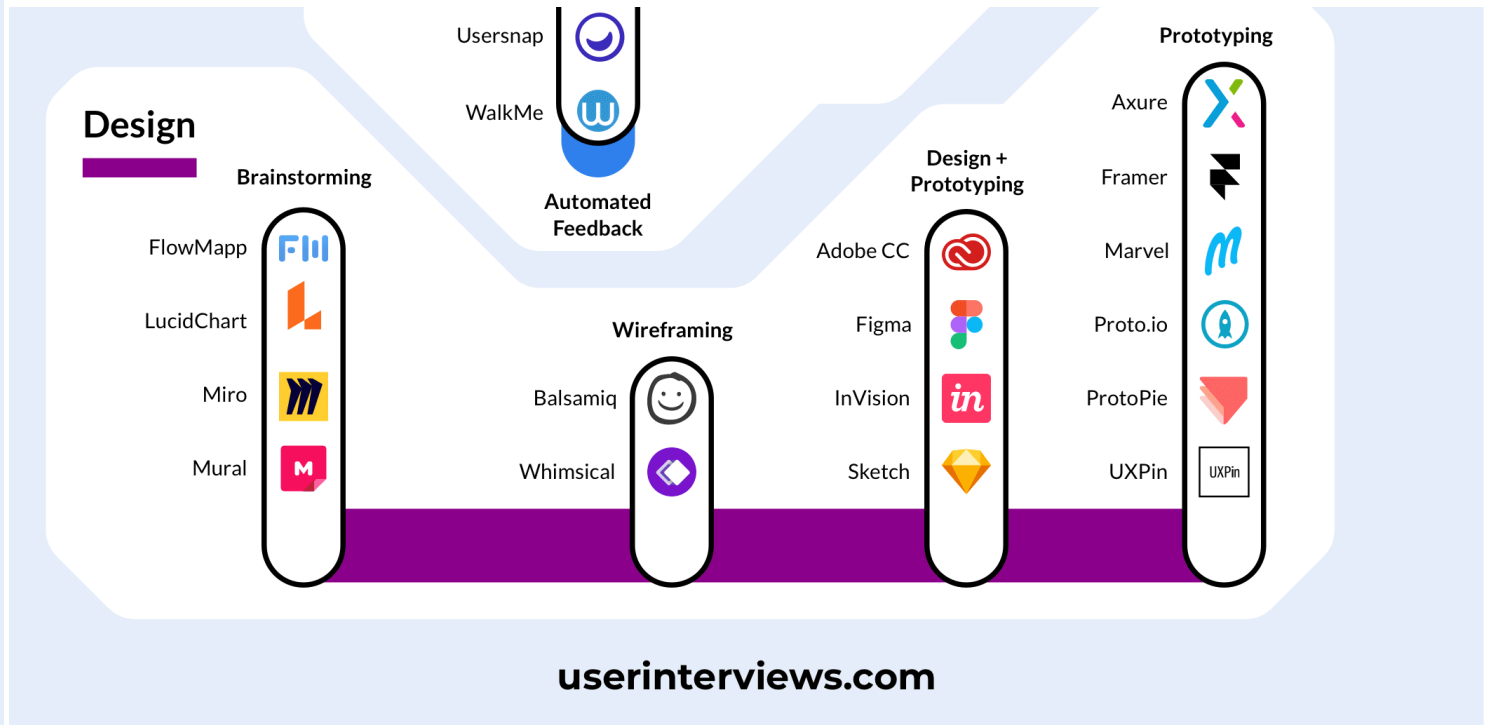 Usersnap
WalkMe
Automated
Feedback
Design
Brainstorming
FlowMapp
LucidChart
Miro
Mural
M
Wireframing
Balsamiq
Whimsical
Design +
Prototyping
Adobe CC
Figma
InVision
in
Sketch
Prototyping
Axure
Framer
Marvel
Proto.io
ProtoPie
UXPin
UXPin
userinterviews.com